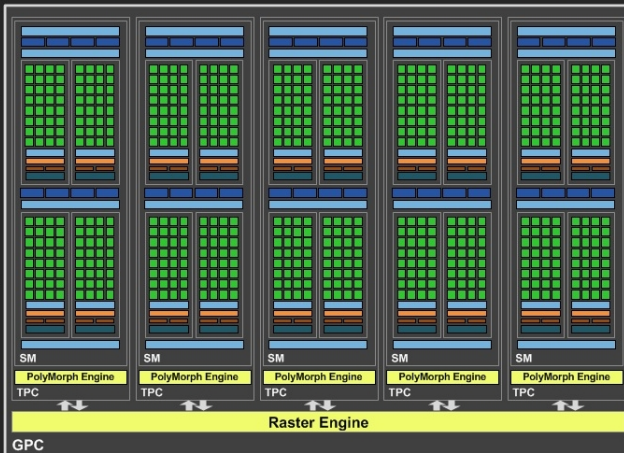 SM SM SM SM SM
PolyMorph Engine PolyMorph Engine PolyMorph Engine PolyMorph Engine PolyMorph Engine
TPC TPC TPC TPC TPC
Raster Engine
GPC